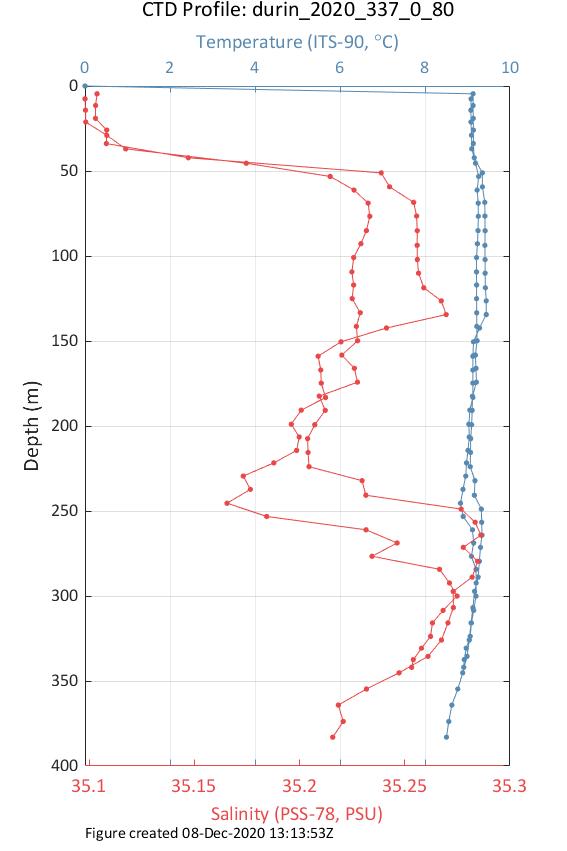 CTD Profile: durin_2020_337_0_80
Temperature (ITS-90, °C)
0 2 4 6 8 10
0
50
100
150
200
250
300
350
400
Depth (m)
35.1 35.15 35.2 35.25 35.3
Salinity (PSS-78, PSU)
Figure created 08-Dec-2020 13:13:53Z